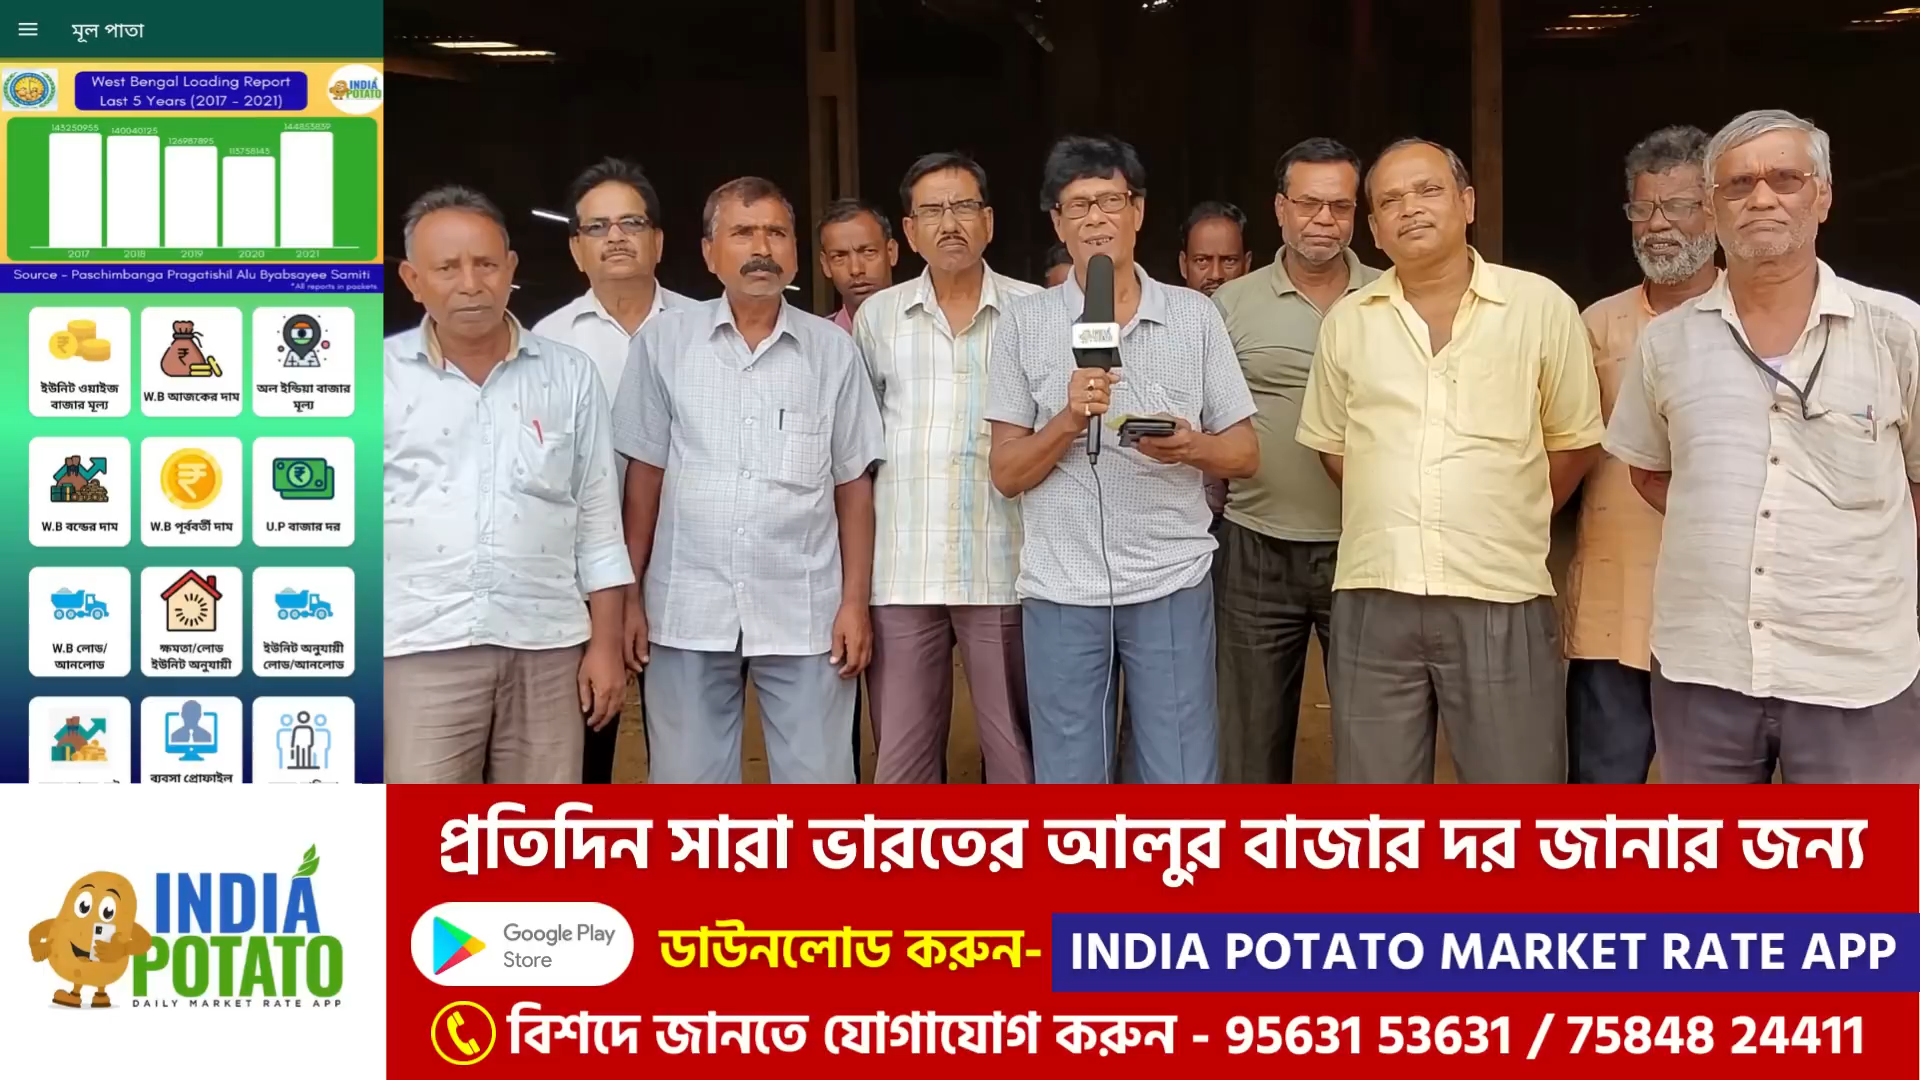 মূল পাতা
West Bengal Loading Report
Last 5 Years (2017 - 2021)
INDIA
POTATO
143250955
140040125
126987895
113758145
144853839
2017
2018
2019
2020
2021
Source - Paschimbanga Pragatishil Alu Byabsayee Samiti
*All reports in packets
ইউনিট ওয়াইজ
বাজার মূল্য
W.B আজকের দাম
অল ইন্ডিয়া বাজার
মূল্য
W.B বন্ডের দাম
W.B পূর্ববর্তী দাম
U.P বাজার দর
W.B লোড/
আনলোড
ক্ষমতা/লোড
ইউনিট অনুযায়ী
ইউনিট অনুযায়ী
লোড/আনলোড
ব্যবসা প্রোফাইল
INDIA
POTATO
DAILY MARKET RATE APP
প্রতিদিন সারা ভারতের আলুর বাজার দর জানার জন্য
Google Play
Store
ডাউনলোড করুন-
INDIA POTATO MARKET RATE APP
বিশদে জানতে যোগাযোগ করুন - 95631 53631 / 75848 24411